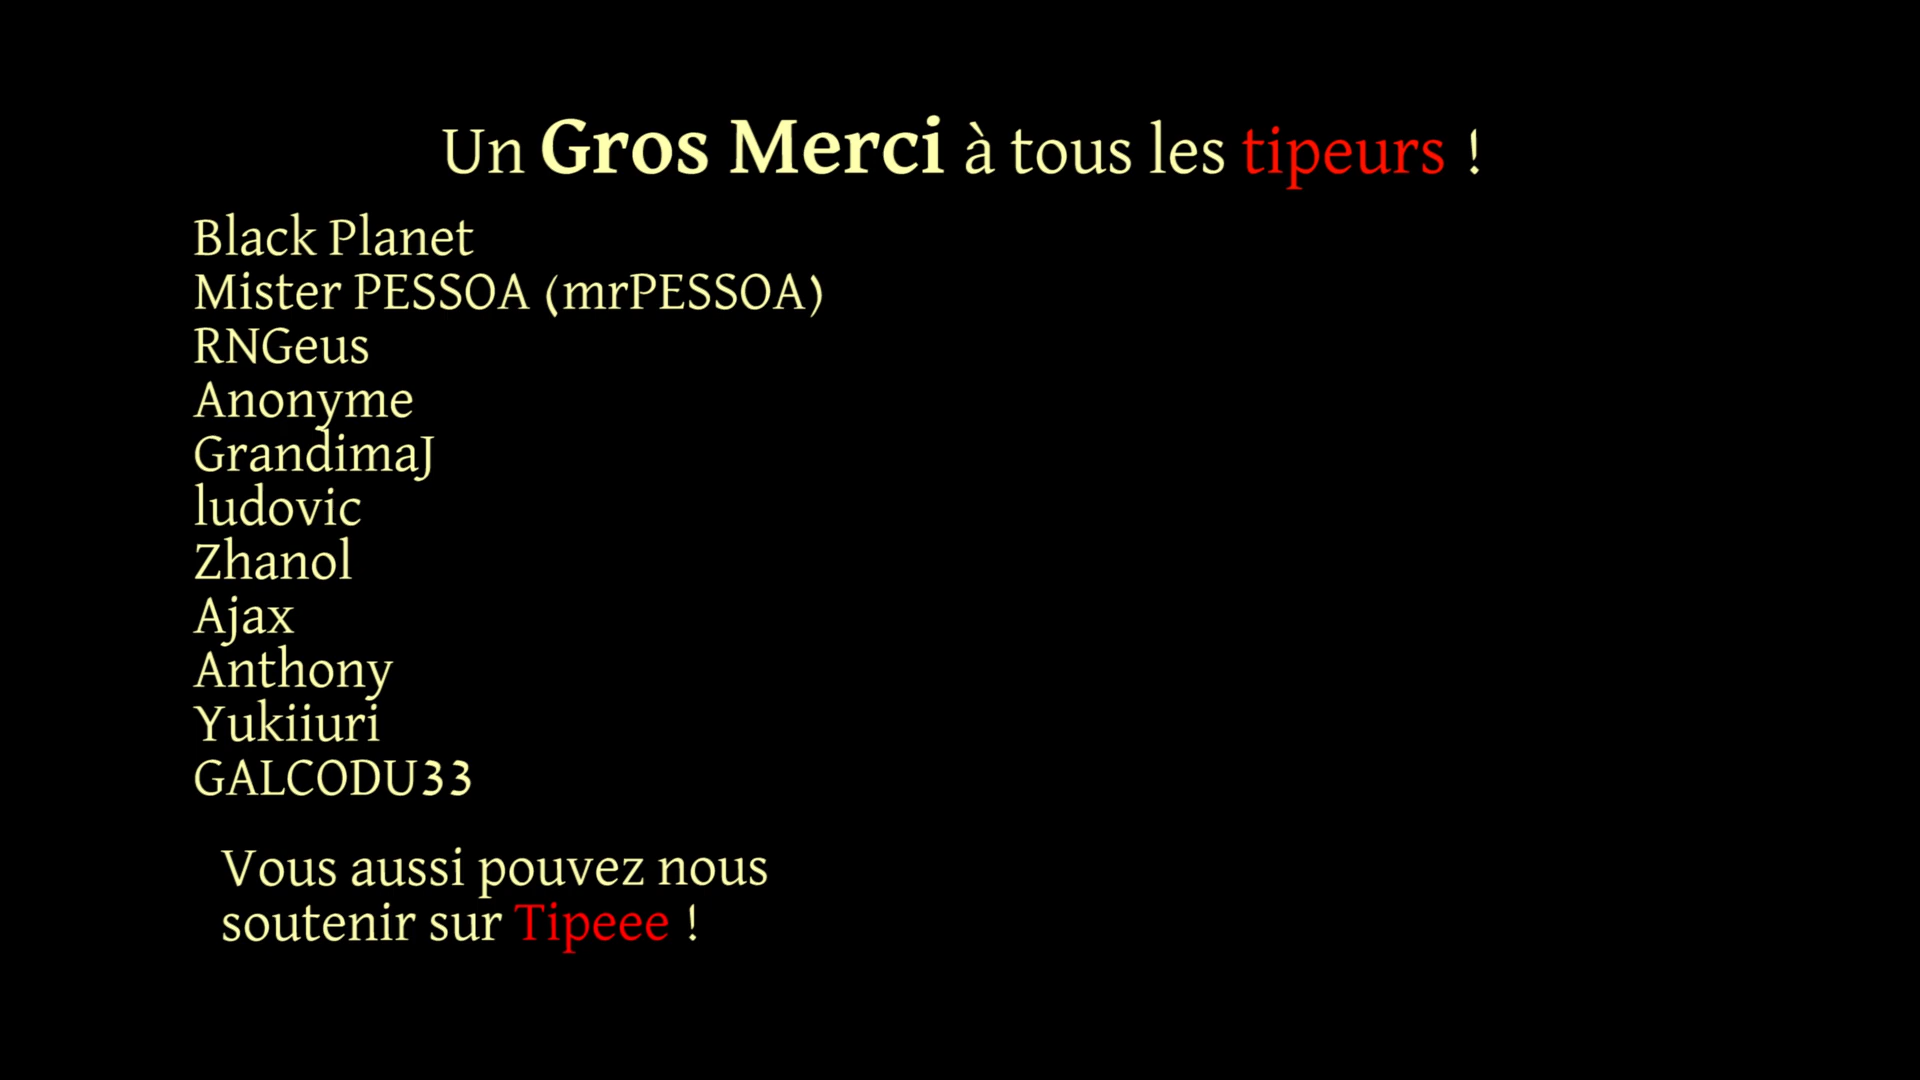 Un Gros Merci à tous les tipeurs !
Black Planet
Mister PESSOA (mrPESSOA)
RNGeus
Anonyme
GrandimaJ
ludovic
Zhanol
Ajax
Anthony
Yukiiuri
GALCODU33
Vous aussi pouvez nous
soutenir sur Tipeee !